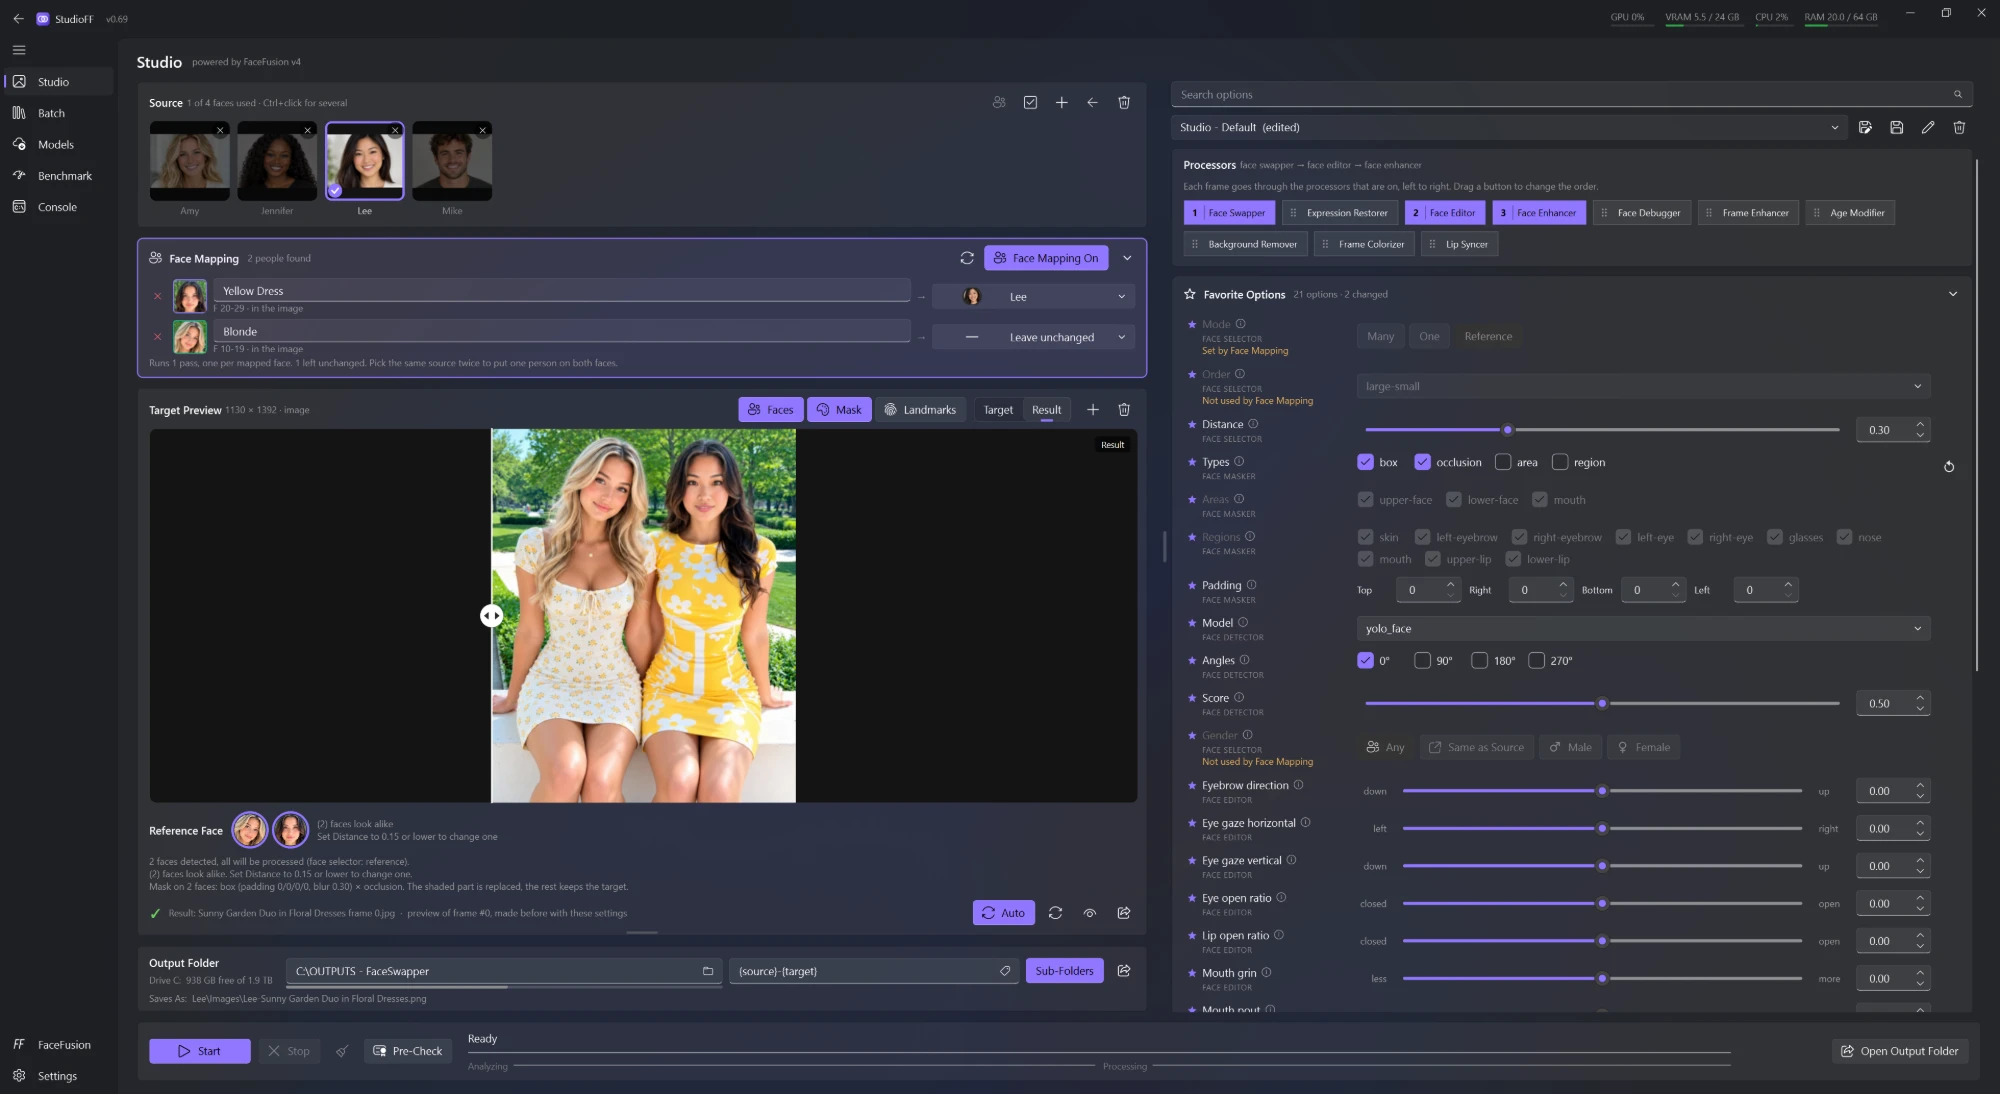 StudioFF v0.69
GPU 0% VRAM 5.5 / 24 GB CPU 2% RAM 20.0 / 64 GB
Studio
Batch
Models
Benchmark
Console
FaceFusion
Settings
Studio powered by FaceFusion v4
Source 1 of 4 faces used · Ctrl+click for several
Amy Jennifer Lee Mike
Face Mapping 2 people found
Face Mapping On
Yellow Dress
F 20-29 · in the image
→ Lee
Blonde
F 10-19 · in the image
→ Leave unchanged
Runs 1 pass, one per mapped face. 1 left unchanged. Pick the same source twice to put one person on both faces.
Target Preview 1130 × 1392 · image
Faces Mask Landmarks Target Result
Result
Reference Face
(2) faces look alike
Set Distance to 0.15 or lower to change one
2 faces detected, all will be processed (face selector: reference).
(2) faces look alike. Set Distance to 0.15 or lower to change one.
Mask on 2 faces: box (padding 0/0/0/0, blur 0.30) × occlusion. The shaded part is replaced, the rest keeps the target.
Result: Sunny Garden Duo in Floral Dresses frame 0.jpg · preview of frame #0, made before with these settings
Auto
Output Folder
Drive C: 938 GB free of 1.9 TB
C:\OUTPUTS - FaceSwapper
{source}-{target}
Sub-Folders
Saves As: Lee\Images\Lee-Sunny Garden Duo in Floral Dresses.png
Start Stop Pre-Check
Ready
Analyzing Processing
Open Output Folder
Search options
Studio - Default (edited)
Processors face swapper → face editor → face enhancer
Each frame goes through the processors that are on, left to right. Drag a button to change the order.
1 Face Swapper Expression Restorer 2 Face Editor 3 Face Enhancer Face Debugger Frame Enhancer Age Modifier
Background Remover Frame Colorizer Lip Syncer
Favorite Options 21 options · 2 changed
Mode
FACE SELECTOR
Set by Face Mapping
Many One Reference
Order
FACE SELECTOR
Not used by Face Mapping
large-small
Distance
FACE SELECTOR
0.30
Types
FACE MASKER
box occlusion area region
Areas
FACE MASKER
upper-face lower-face mouth
Regions
FACE MASKER
skin left-eyebrow right-eyebrow left-eye right-eye glasses nose
mouth upper-lip lower-lip
Padding
FACE MASKER
Top 0 Right 0 Bottom 0 Left 0
Model
FACE DETECTOR
yolo_face
Angles
FACE DETECTOR
0° 90° 180° 270°
Score
FACE DETECTOR
0.50
Gender
FACE SELECTOR
Not used by Face Mapping
Any Same as Source Male Female
Eyebrow direction
FACE EDITOR
down up 0.00
Eye gaze horizontal
FACE EDITOR
left right 0.00
Eye gaze vertical
FACE EDITOR
down up 0.00
Eye open ratio
FACE EDITOR
closed open 0.00
Lip open ratio
FACE EDITOR
closed open 0.00
Mouth grin
FACE EDITOR
less more 0.00
Mouth pout